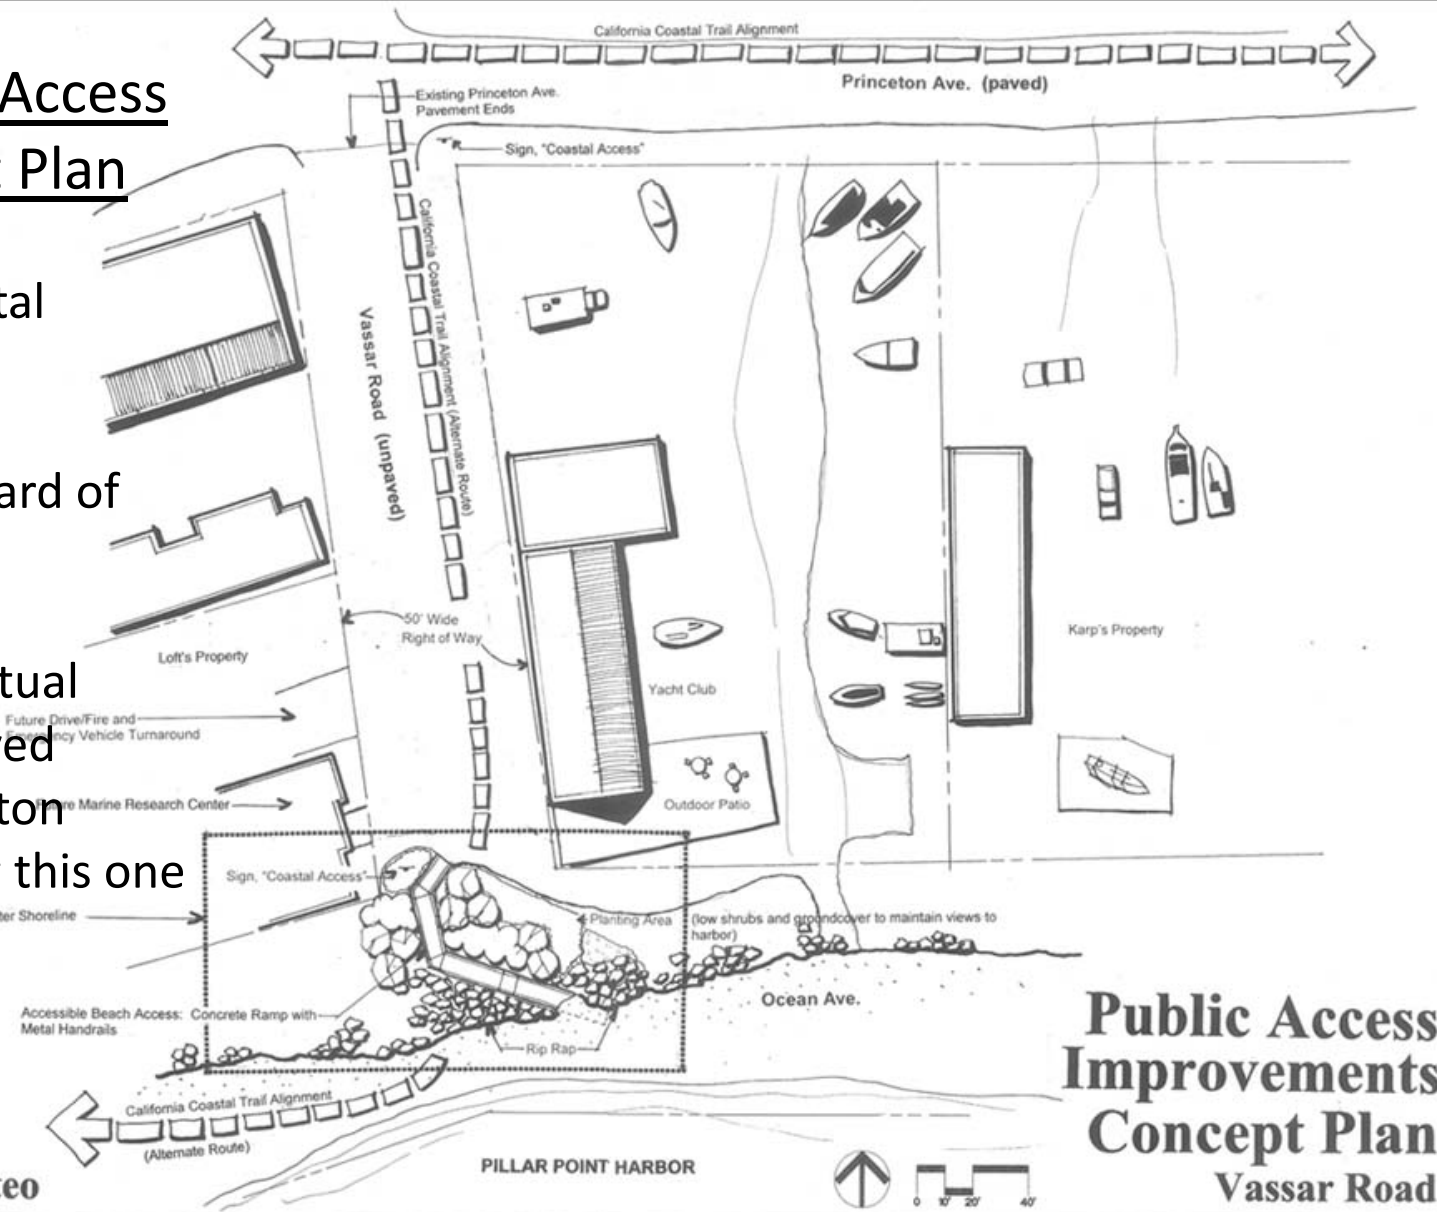 California Coastal Trail Alignment
Princeton Ave. (paved)
Access
Plan
Existing Princeton Ave.
Pavement Ends
Sign, "Coastal Access"
California Coastal Trail Alignment (Alternate Route)
Vassar Road (unpaved)
tal
ard of
50' Wide
Right of Way
Loft's Property
Karp's Property
tual
Yacht Club
Future Drive/Fire and
Emergency Vehicle Turnaround
ved
Future Marine Research Center
ton
Outdoor Patio
this one
Sign, "Coastal Access"
ter Shoreline
Planting Area
(low shrubs and groundcover to maintain views to
harbor)
Ocean Ave.
Accessible Beach Access: Concrete Ramp with
Metal Handrails
Rip Rap
California Coastal Trail Alignment
(Alternate Route)
PILLAR POINT HARBOR
0 10' 20' 40'
Public Access
Improvements
Concept Plan
Vassar Road
teo